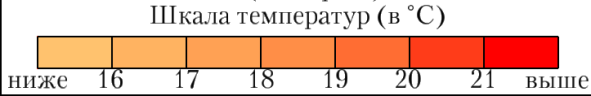 Шкала температур (в °C)
ниже 16 17 18 19 20 21 выше